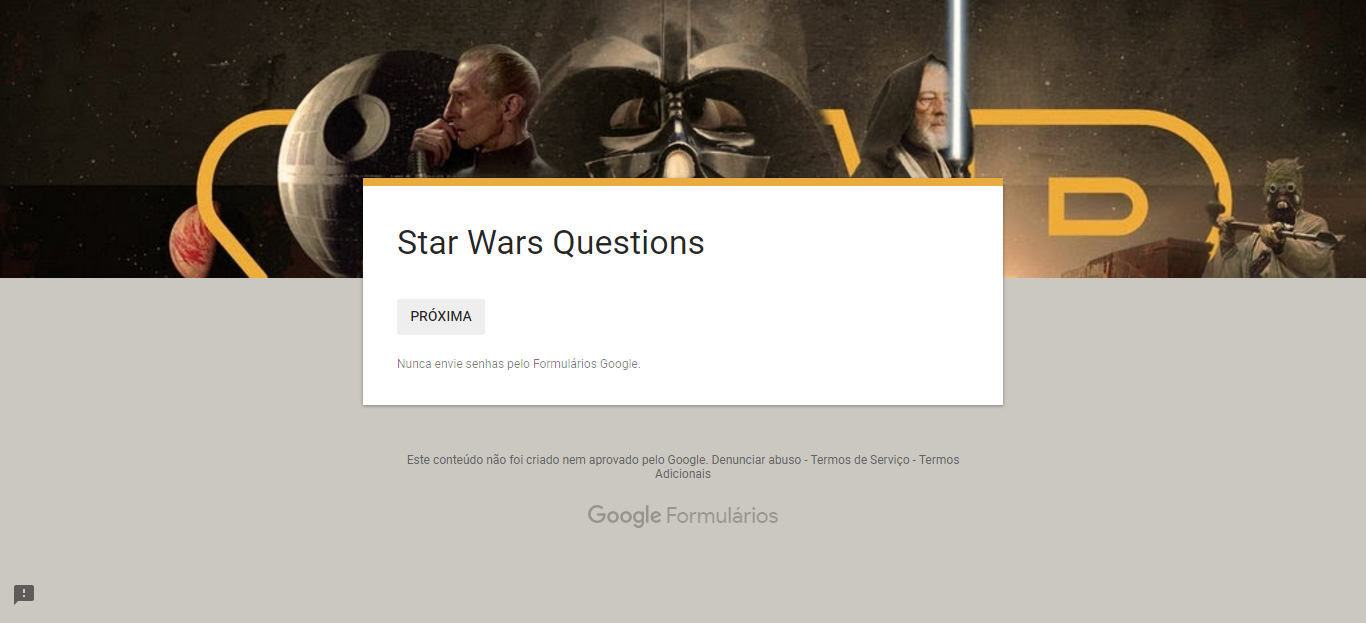 Star Wars Questions
PRÓXIMA
Nunca envie senhas pelo Formulários Google.
Este conteúdo não foi criado nem aprovado pelo Google. Denunciar abuso - Termos de Serviço - Termos
Adicionais
Google Formulários